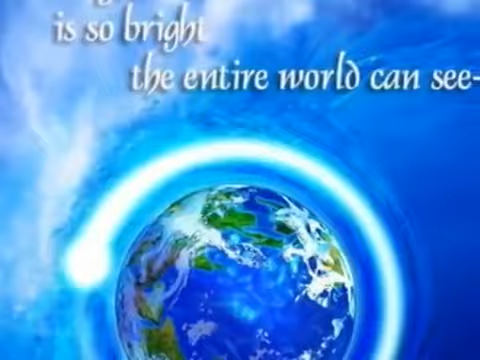 is so bright
the entire world can see-